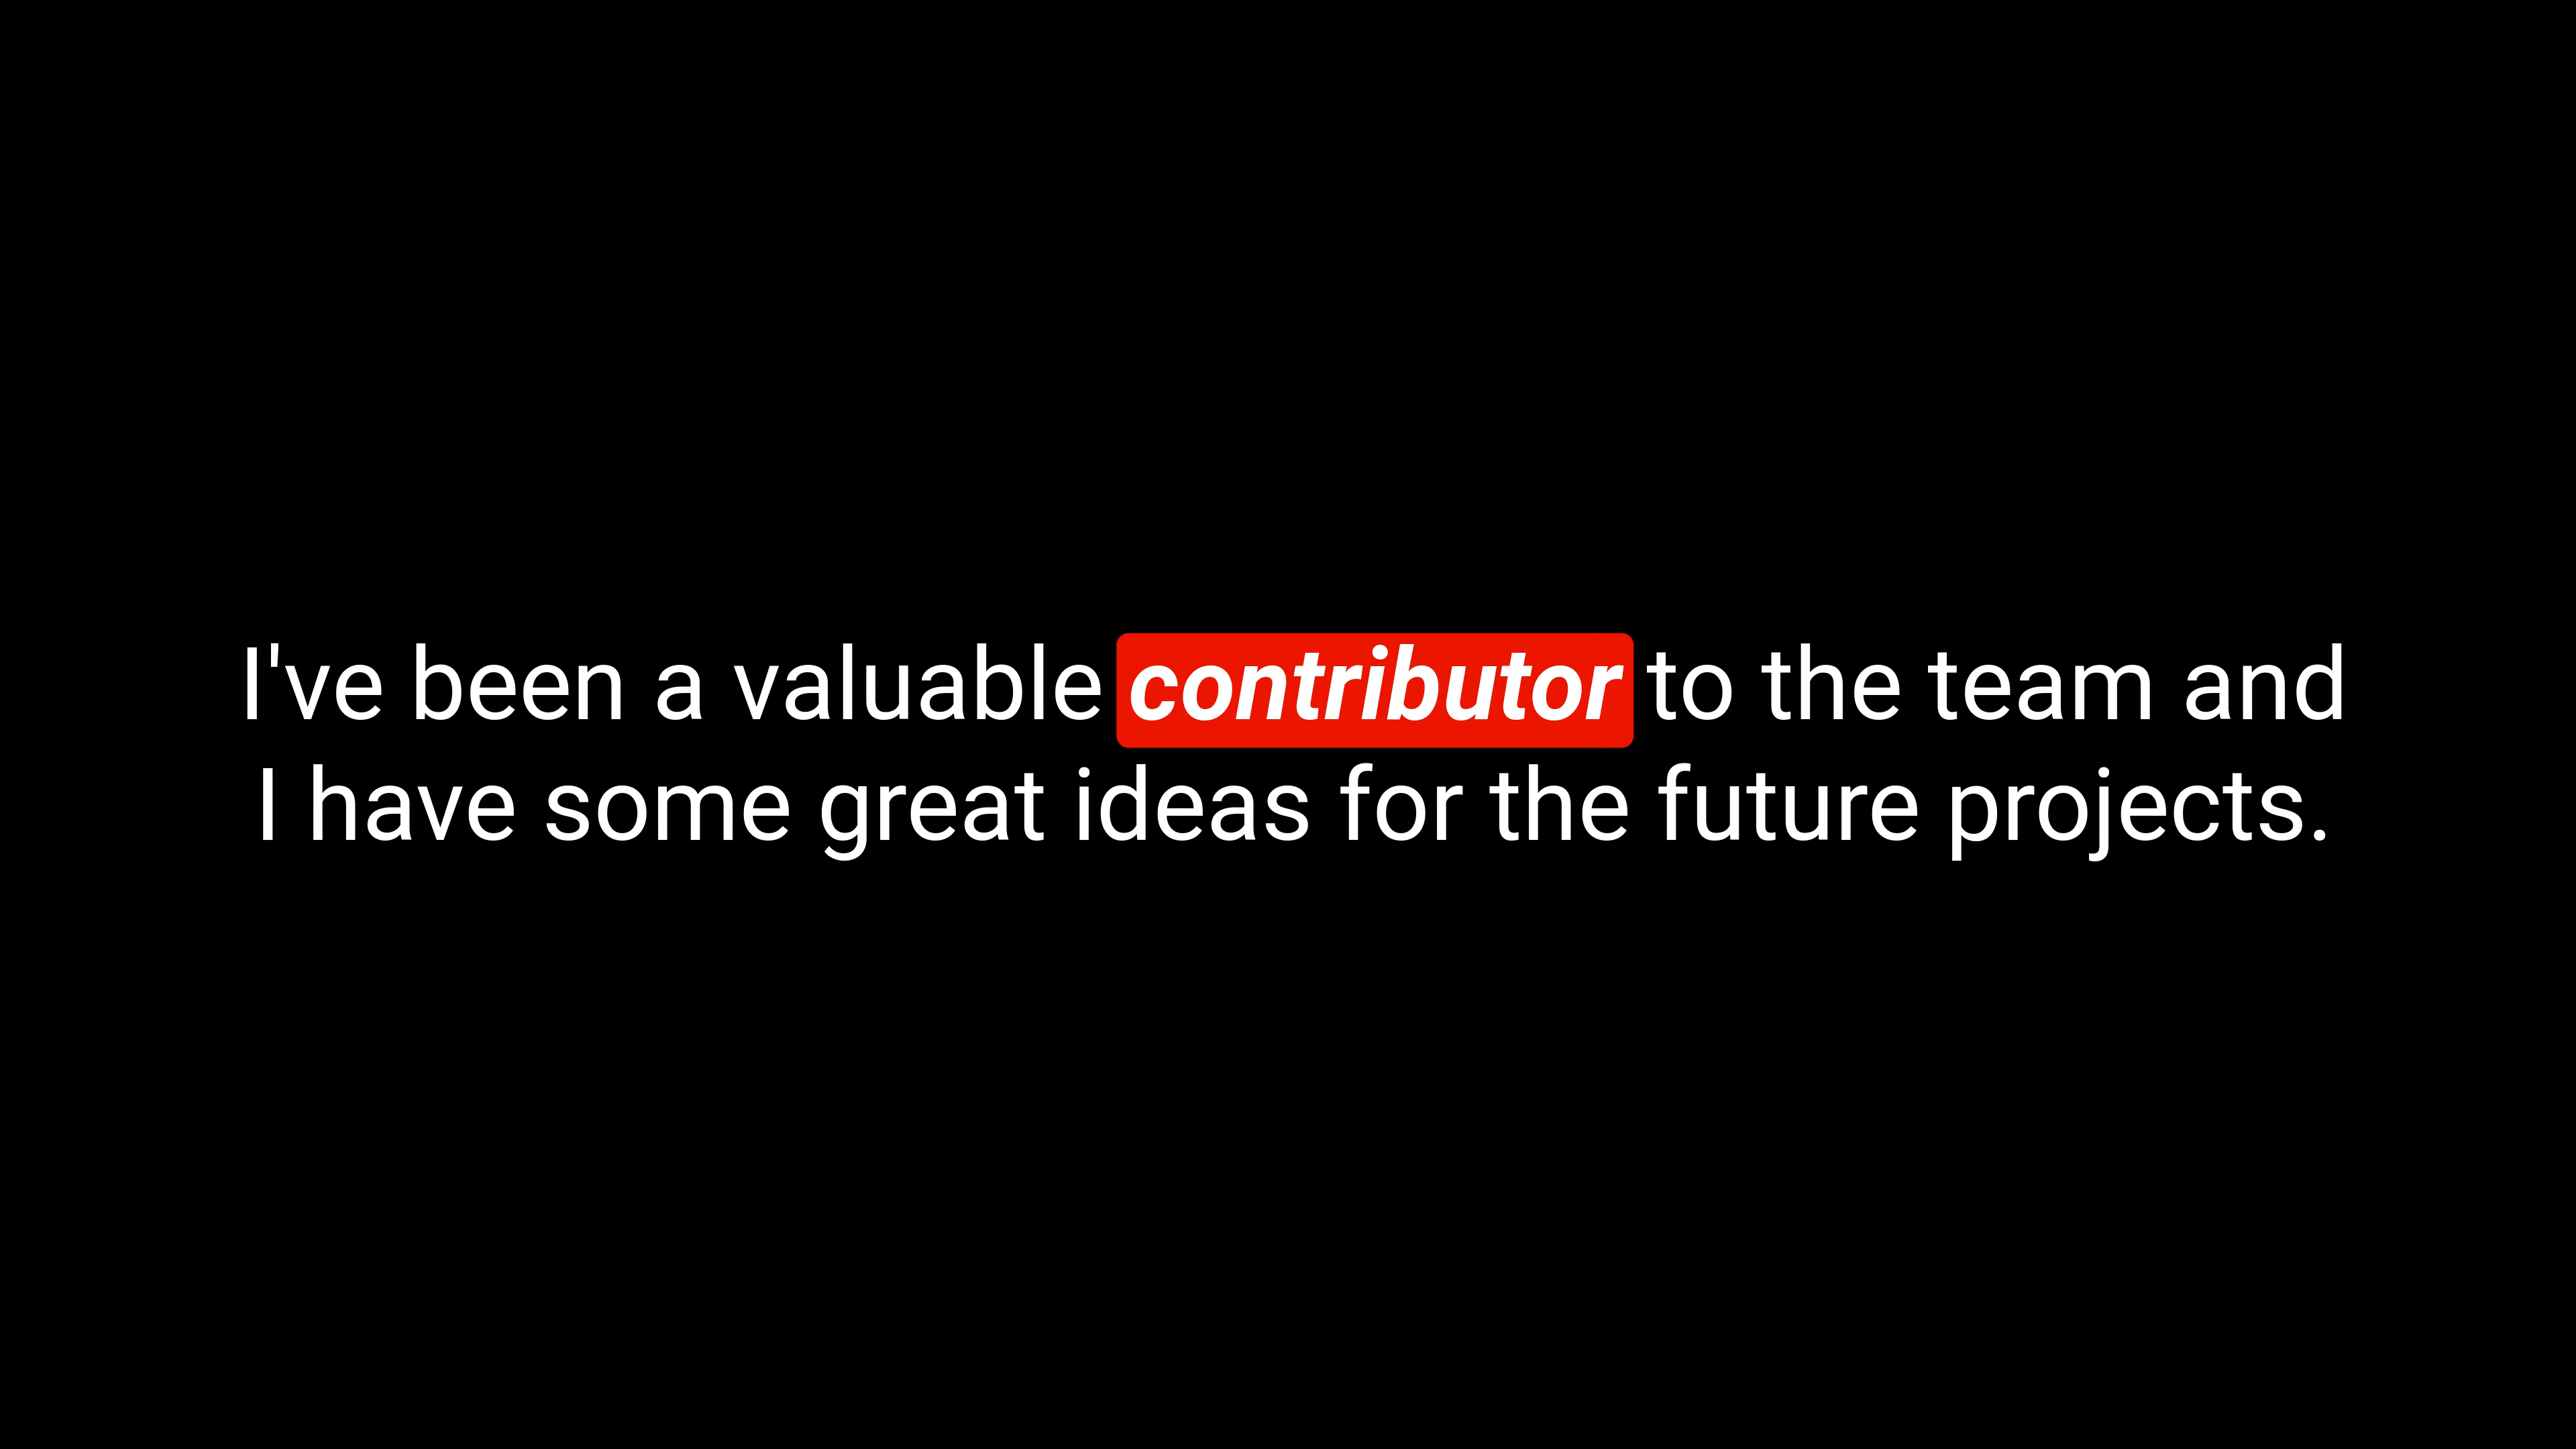 I've been a valuable contributor to the team and
I have some great ideas for the future projects.